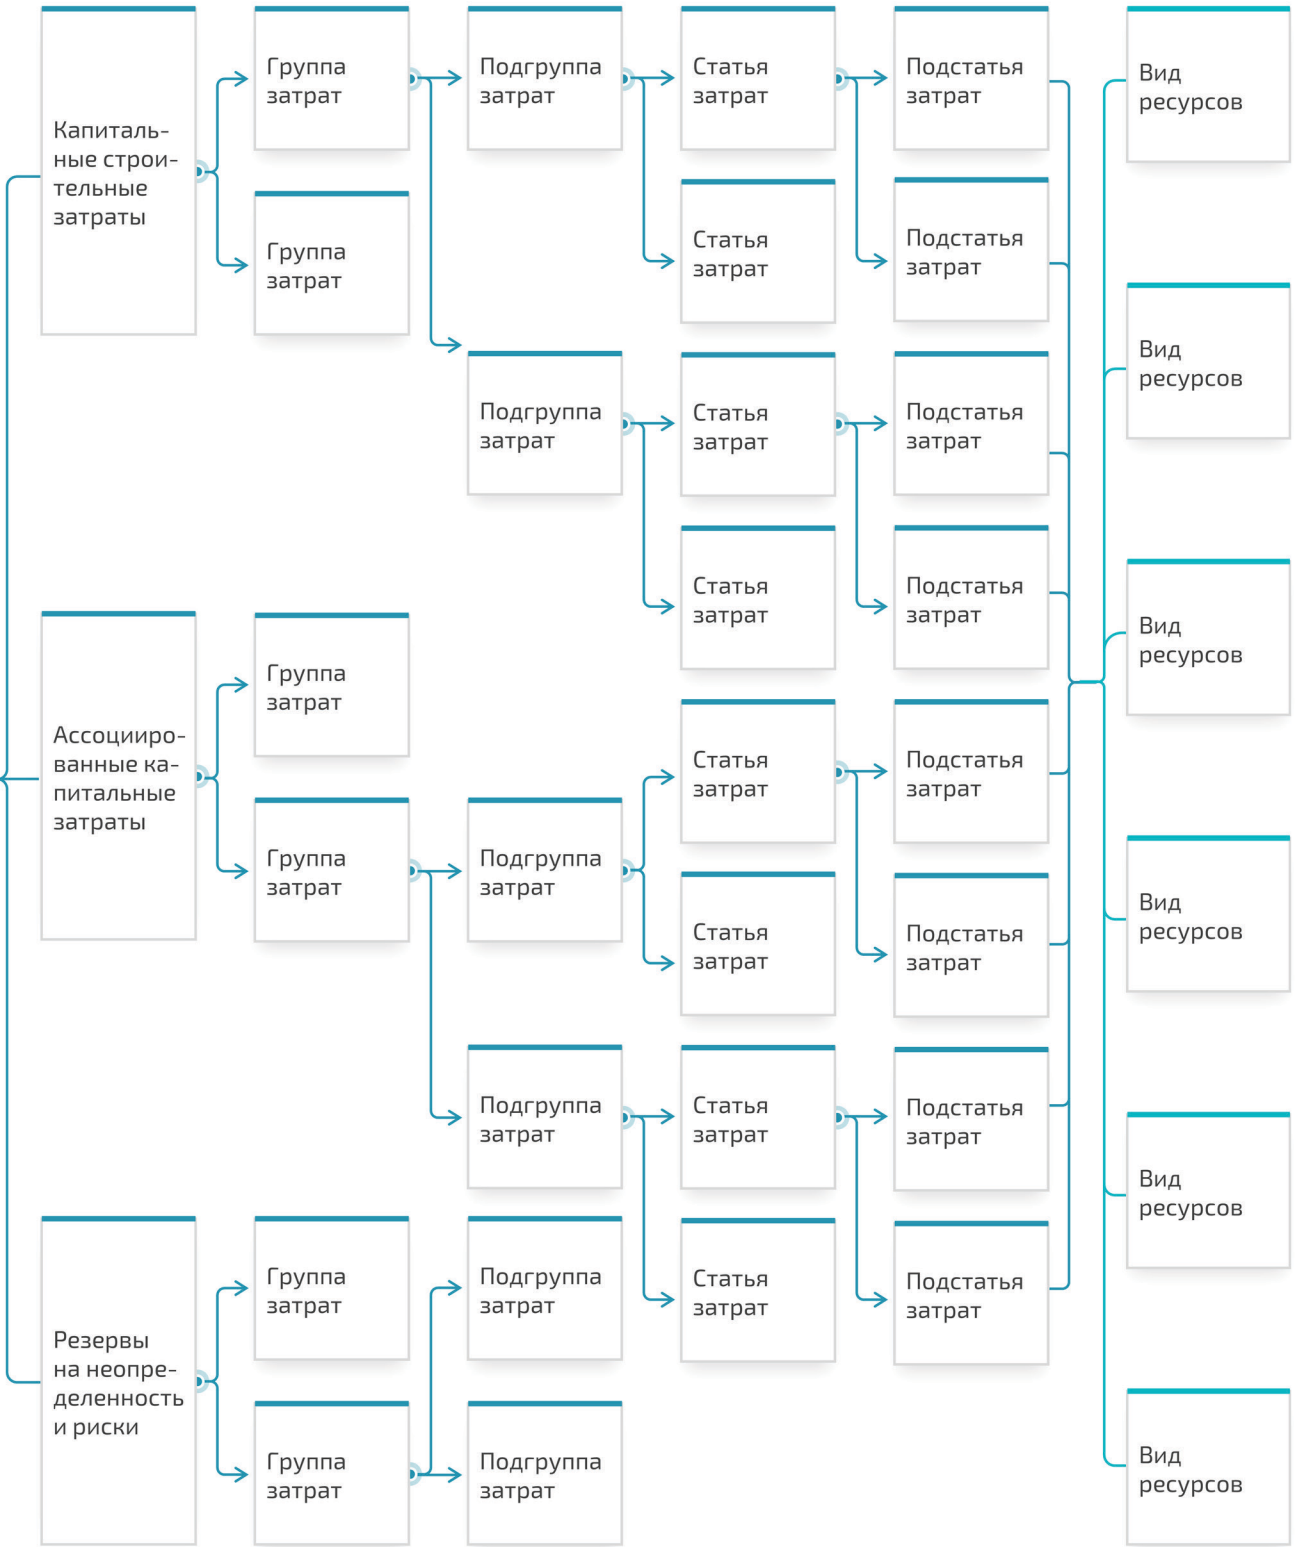 Капиталь-
ные строи-
тельные
затраты
Группа
затрат
Группа
затрат
Подгруппа
затрат
Подгруппа
затрат
Статья
затрат
Статья
затрат
Статья
затрат
Статья
затрат
Подстатья
затрат
Подстатья
затрат
Подстатья
затрат
Подстатья
затрат
Ассоцииро-
ванные ка-
питальные
затраты
Группа
затрат
Группа
затрат
Подгруппа
затрат
Подгруппа
затрат
Статья
затрат
Статья
затрат
Статья
затрат
Статья
затрат
Подстатья
затрат
Подстатья
затрат
Подстатья
затрат
Подстатья
затрат
Резервы
на неопре-
деленность
и риски
Группа
затрат
Группа
затрат
Подгруппа
затрат
Подгруппа
затрат
Вид
ресурсов
Вид
ресурсов
Вид
ресурсов
Вид
ресурсов
Вид
ресурсов
Вид
ресурсов